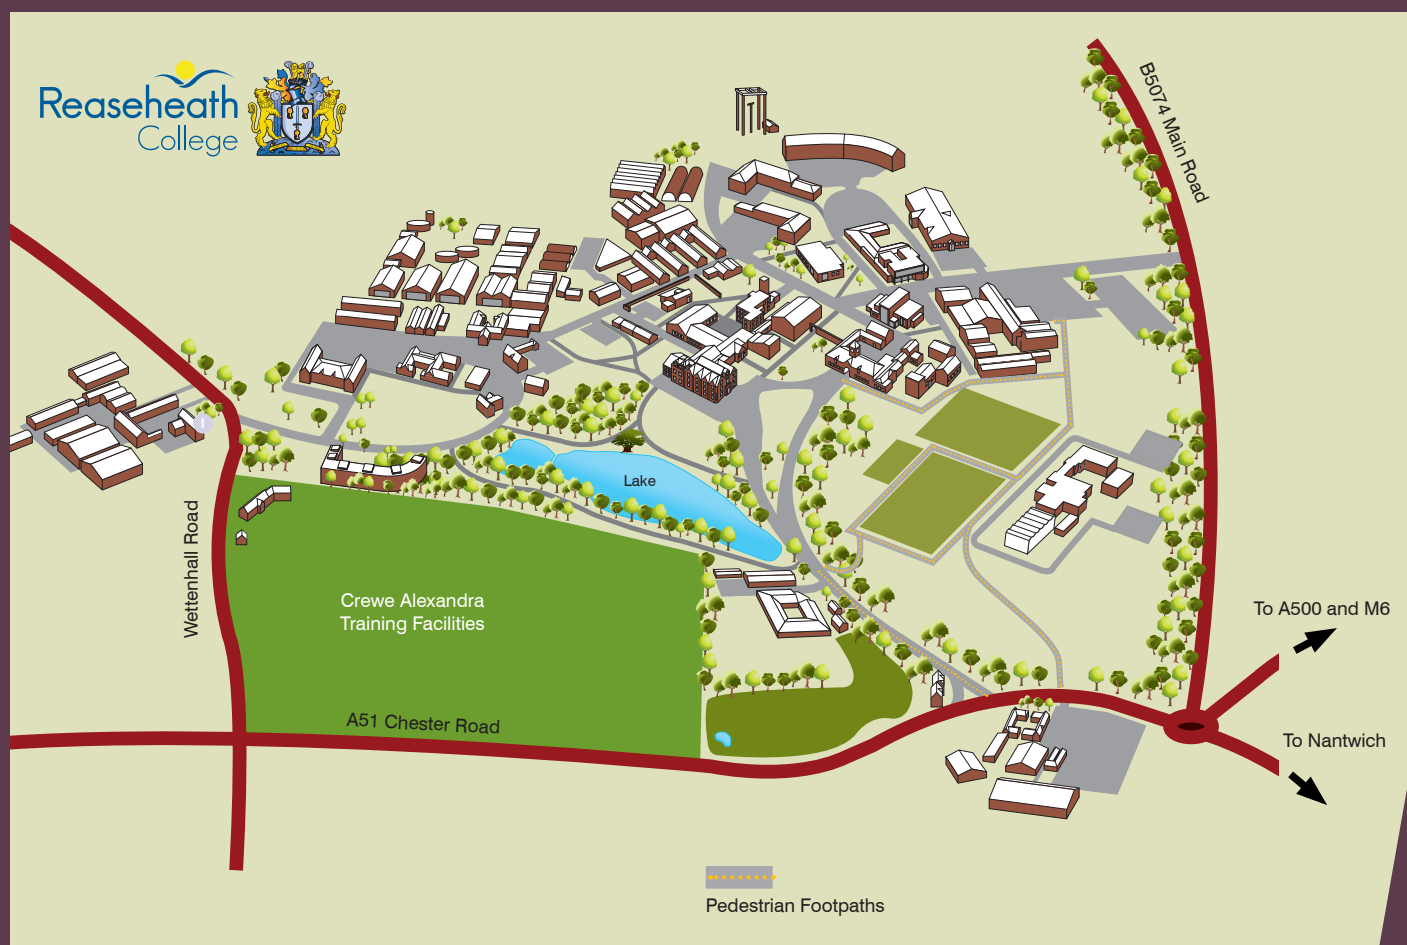 Reaseheath
College
B5074 Main Road
Lake
Wettenhall Road
Crewe Alexandra
Training Facilities
To A500 and M6
A51 Chester Road
To Nantwich
Pedestrian Footpaths